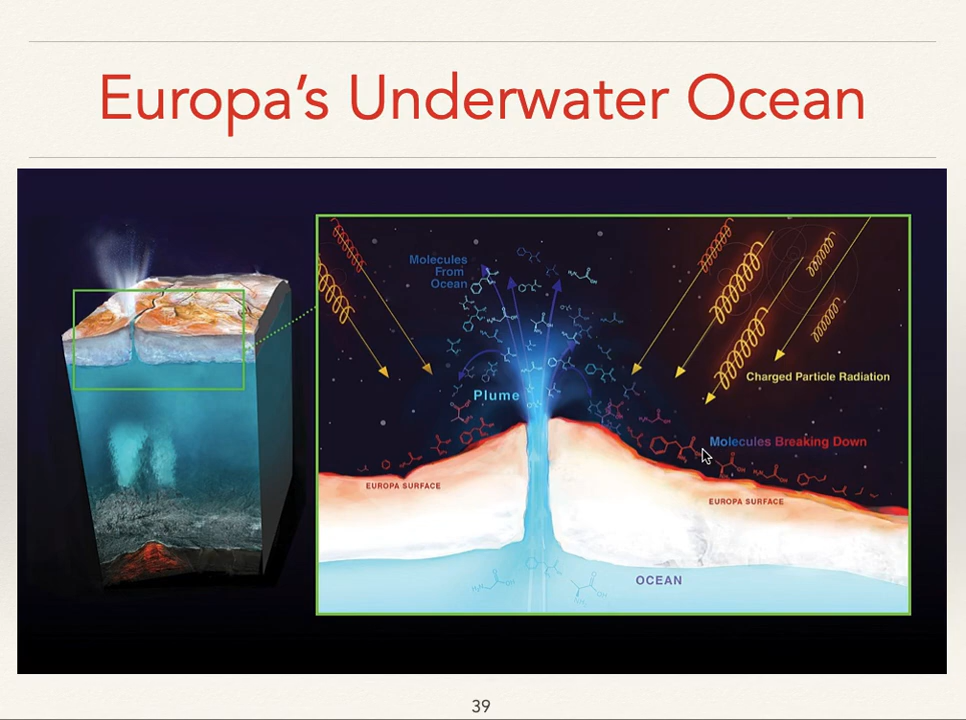 Europa’s Underwater Ocean
Molecules
From
Ocean
Charged Particle Radiation
Plume
Molecules Breaking Down
EUROPA SURFACE
EUROPA SURFACE
OCEAN
39